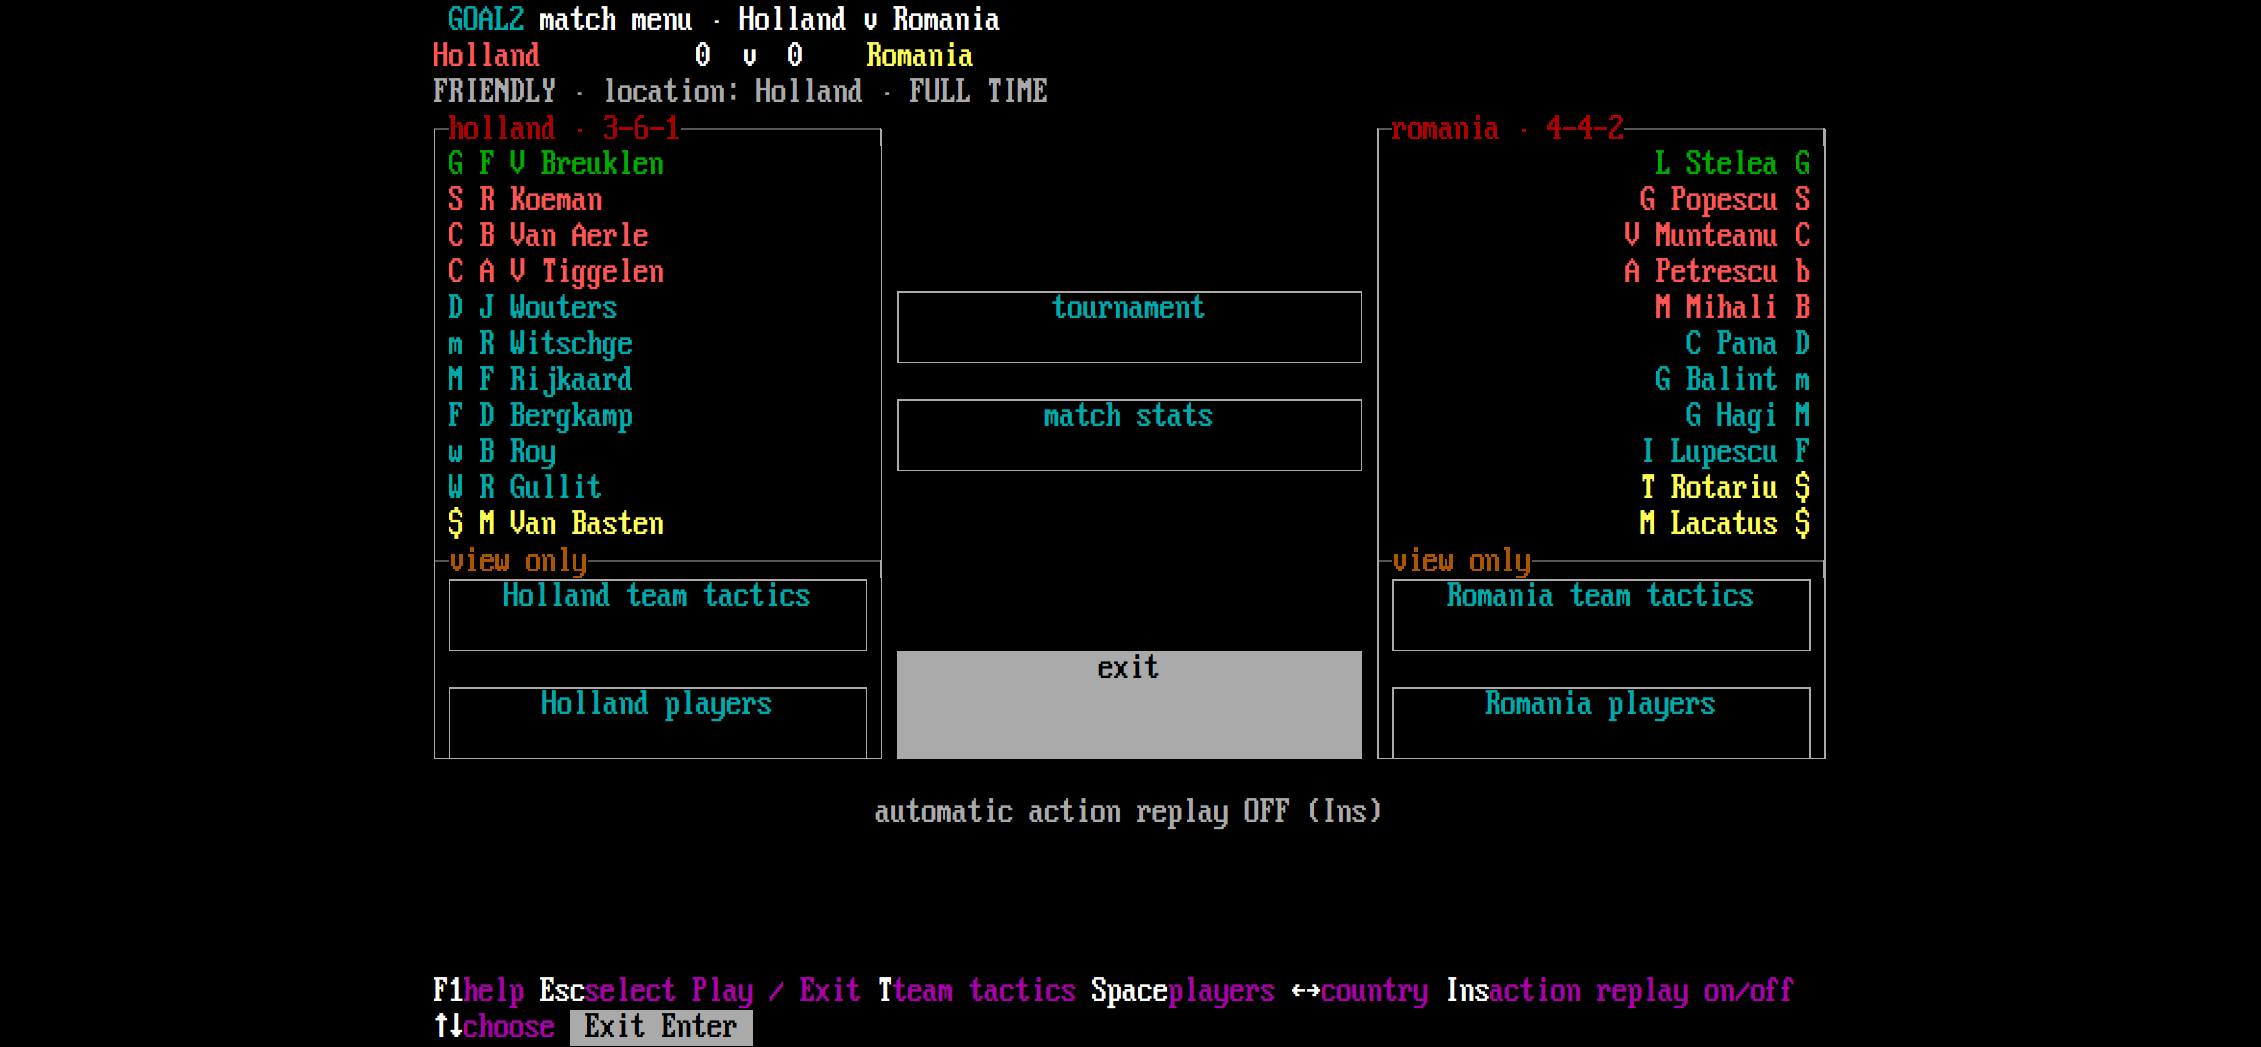 GOAL2 match menu · Holland v Romania
Holland 0 v 0 Romania
FRIENDLY · location: Holland · FULL TIME
holland · 3-6-1
G F V Breuklen
S R Koeman
C B Van Aerle
C A V Tiggelen
D J Wouters
m R Witschge
M F Rijkaard
F D Bergkamp
w B Roy
W R Gullit
$ M Van Basten
view only
Holland team tactics
Holland players
tournament
match stats
exit
romania · 4-4-2
L Stelea G
G Popescu S
V Munteanu C
A Petrescu b
M Mihali B
C Pana D
G Balint m
G Hagi M
I Lupescu F
T Rotariu $
M Lacatus $
view only
Romania team tactics
Romania players
automatic action replay OFF (Ins)
F1help Escselect Play / Exit Tteam tactics Spaceplayers ↔country Insaction replay on/off
↑↓choose Exit Enter